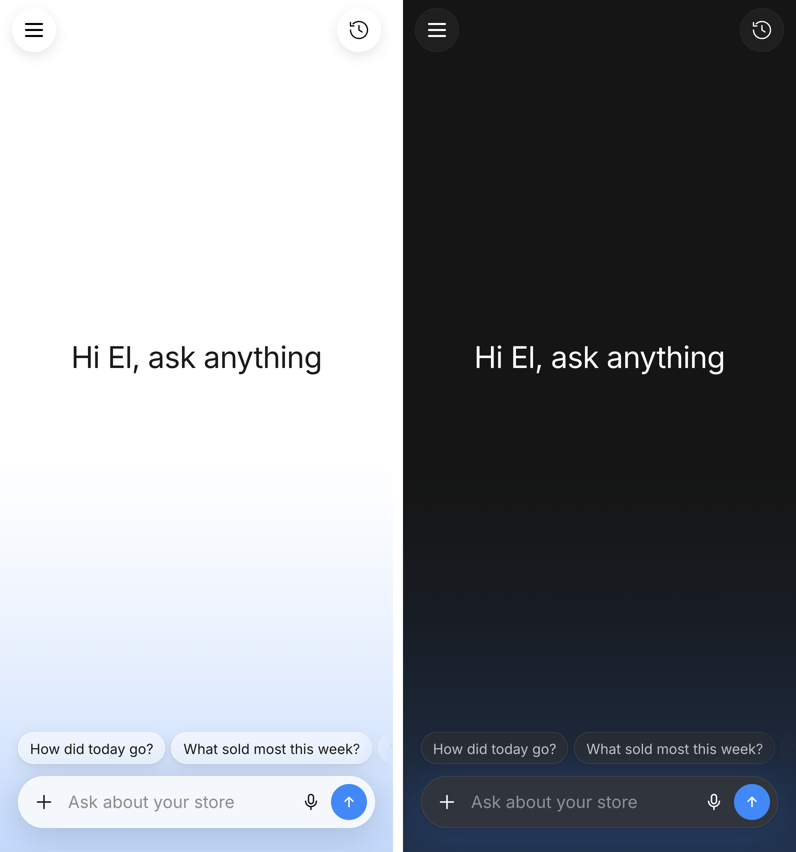 Hi El, ask anything
How did today go? What sold most this week?
Ask about your store
Hi El, ask anything
How did today go? What sold most this week?
Ask about your store